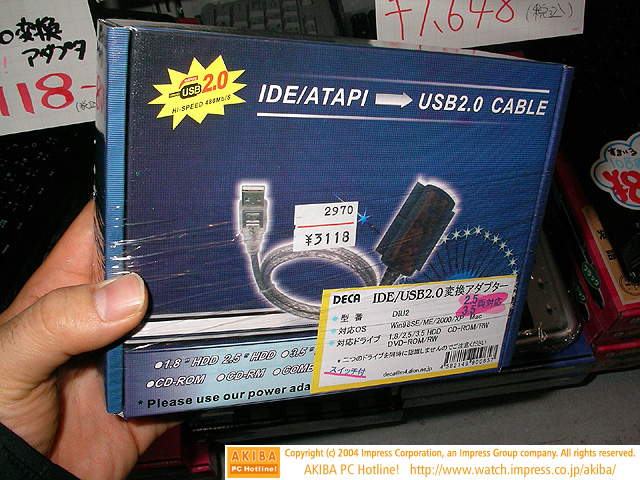 変換
アダプタ
118-
¥7,648
(税込)
USB 2.0
HI-SPEED 480Mb/S
IDE/ATAPI → USB2.0 CABLE
2970
¥3118
DECA IDE/USB2.0変換アダプター
2.5
3.5 両対応
型番 DIU2
対応OS Win98SE/ME/2000/XP Mac
対応ドライブ 1.8/2.5/3.5 HDD CD-ROM/RW
DVD-ROM/RW
スイッチ付
•1.8" HDD 2.5" HDD •3.5"
•CD-ROM •CD-RM •COMB
* Please use our power ada
AKIBA
PC Hotline!
Copyright (c) 2004 Impress Corporation, an Impress Group company. All rights reserved.
AKIBA PC Hotline! http://www.watch.impress.co.jp/akiba/